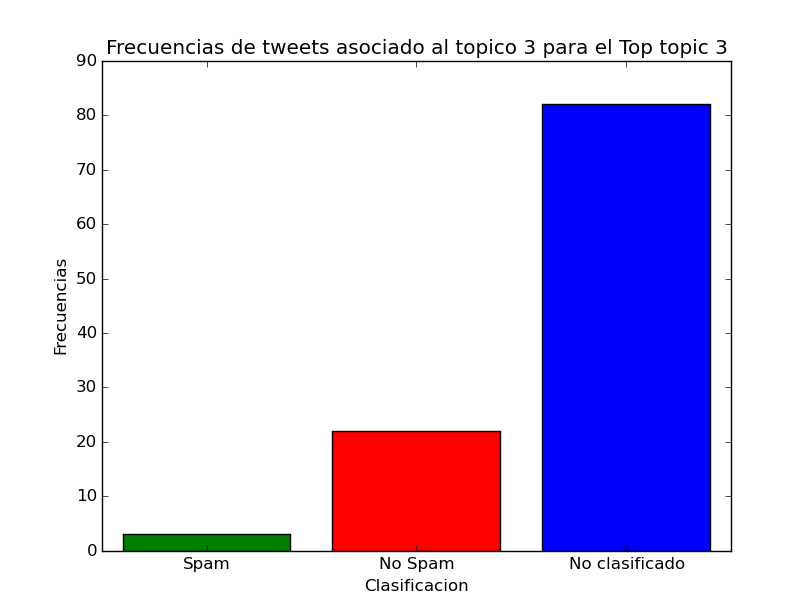 Frecuencias de tweets asociado al topico 3 para el Top topic 3
90
80
70
60
50
40
30
20
10
0
Frecuencias
Spam No Spam No clasificado
Clasificacion